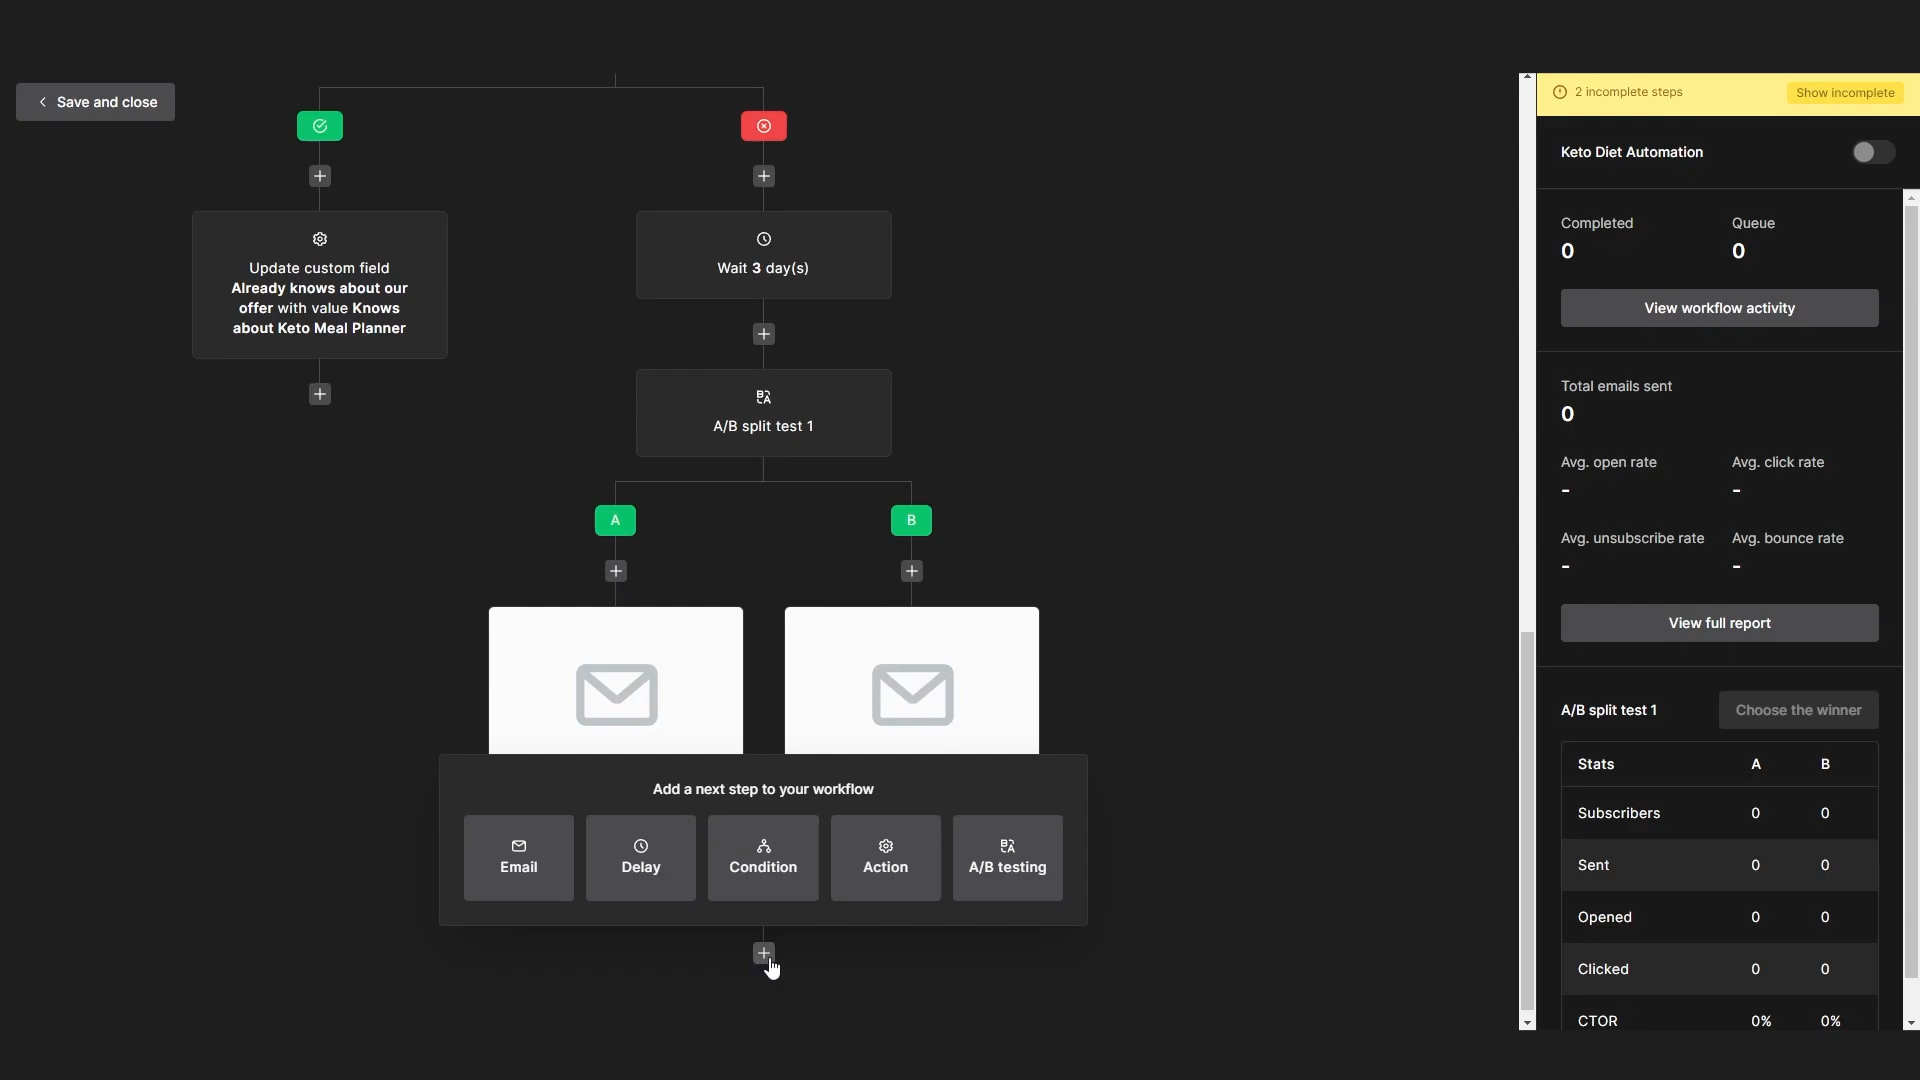 Save and close
Update custom field
Already knows about our
offer with value Knows
about Keto Meal Planner
Wait 3 day(s)
A/B split test 1
A
B
Add a next step to your workflow
Email
Delay
Condition
Action
A/B testing
2 incomplete steps
Show incomplete
Keto Diet Automation
Completed
Queue
0
0
View workflow activity
Total emails sent
0
Avg. open rate
Avg. click rate
-
-
Avg. unsubscribe rate
Avg. bounce rate
-
-
View full report
A/B split test 1
Choose the winner
Stats A B
Subscribers 0 0
Sent 0 0
Opened 0 0
Clicked 0 0
CTOR 0% 0%